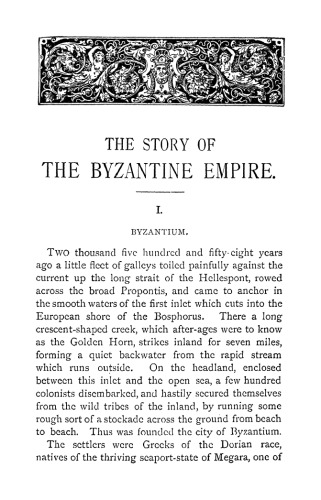 THE STORY OF
THE BYZANTINE EMPIRE.
I.
BYZANTIUM.
Two thousand five hundred and fifty-eight years
ago a little fleet of galleys toiled painfully against the
current up the long strait of the Hellespont, rowed
across the broad Propontis, and came to anchor in
the smooth waters of the first inlet which cuts into the
European shore of the Bosphorus. There a long
crescent-shaped creek, which after-ages were to know
as the Golden Horn, strikes inland for seven miles,
forming a quiet backwater from the rapid stream
which runs outside. On the headland, enclosed
between this inlet and the open sea, a few hundred
colonists disembarked, and hastily secured themselves
from the wild tribes of the inland, by running some
rough sort of a stockade across the ground from beach
to beach. Thus was founded the city of Byzantium.
The settlers were Greeks of the Dorian race,
natives of the thriving seaport-state of Megara, one of